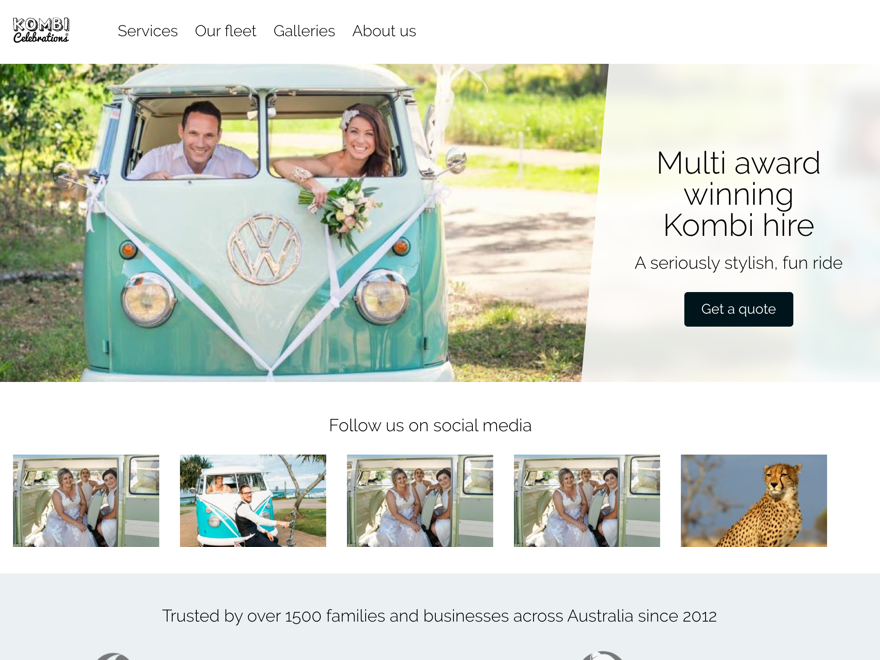 KOMBI
Celebrations
Services Our fleet Galleries About us
Multi award
winning
Kombi hire
A seriously stylish, fun ride
Get a quote
Follow us on social media
Trusted by over 1500 families and businesses across Australia since 2012